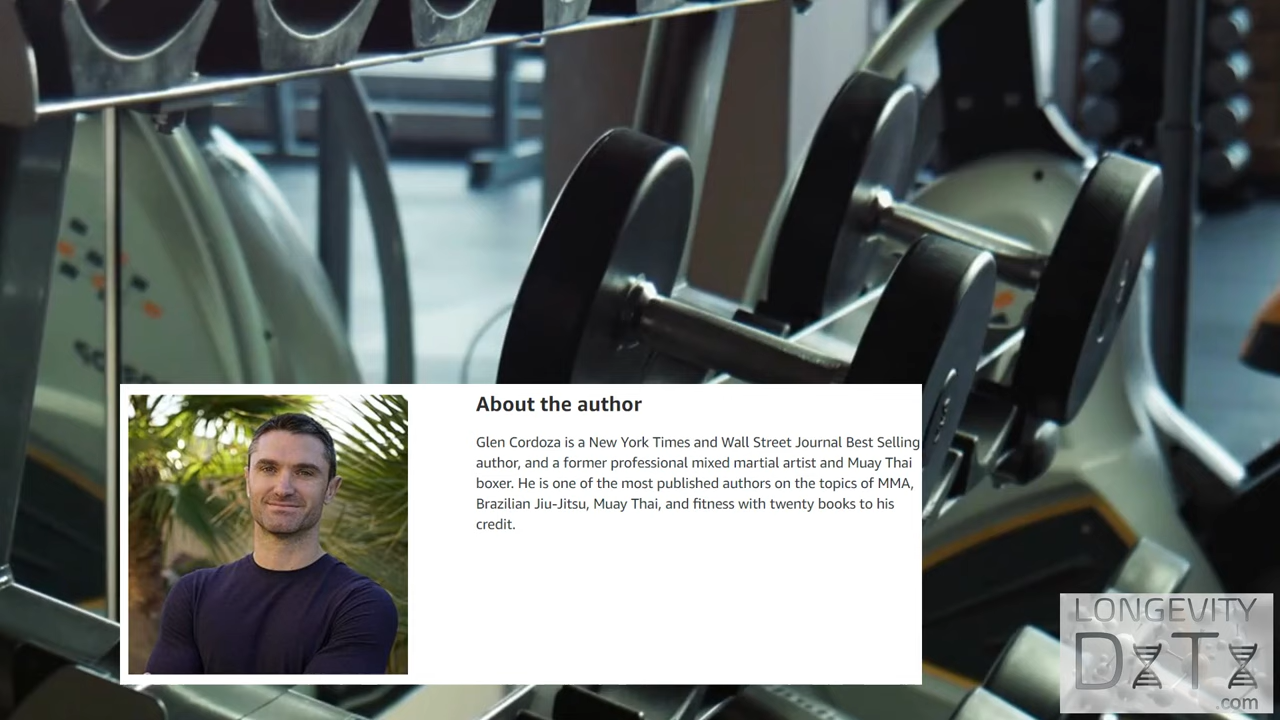 About the author
Glen Cordoza is a New York Times and Wall Street Journal Best Selling
author, and a former professional mixed martial artist and Muay Thai
boxer. He is one of the most published authors on the topics of MMA,
Brazilian Jiu-Jitsu, Muay Thai, and fitness with twenty books to his
credit.
LONGEVITY
DATA
.com